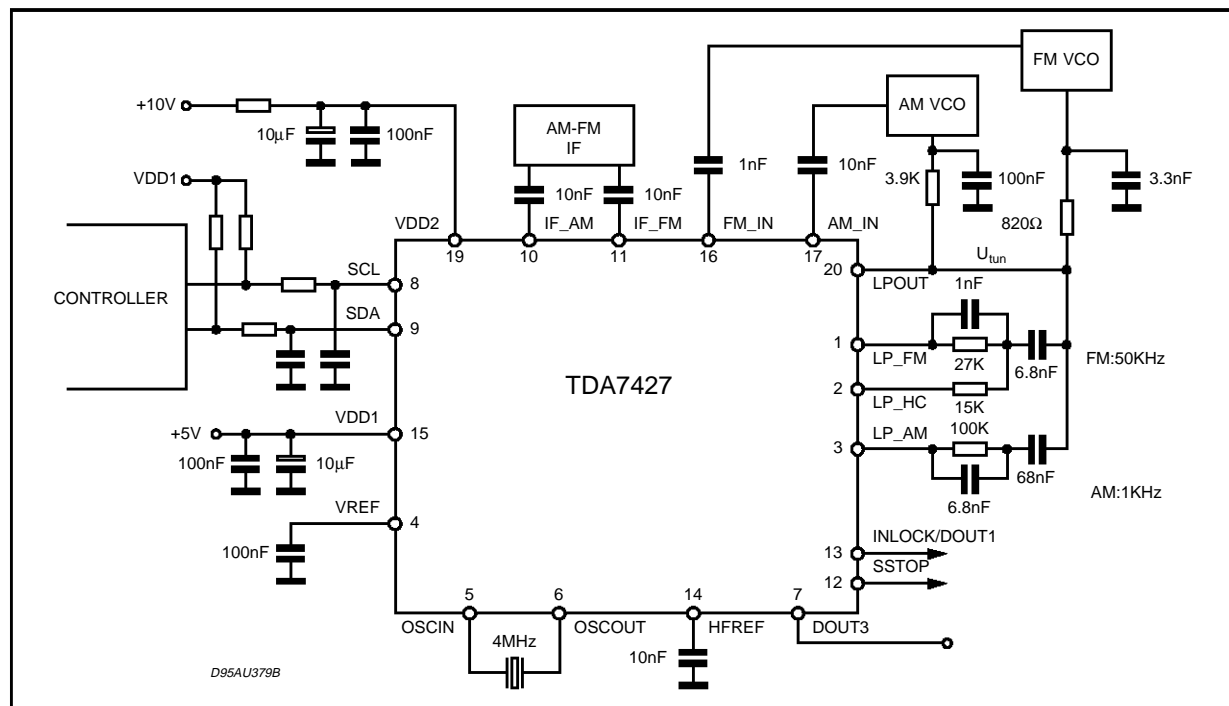 FM VCO
+10V
10µF
100nF
AM-FM
IF
AM VCO
1nF
10nF
3.9K
100nF
3.3nF
VDD1
10nF
10nF
820Ω
VDD2
IF_AM
IF_FM
FM_IN
AM_IN
19
10
11
16
17
CONTROLLER
SCL
8
20
LPOUT
Utun
SDA
9
1nF
1
LP_FM
27K
6.8nF
FM:50KHz
TDA7427
2
LP_HC
15K
VDD1
+5V
15
100nF
10µF
3
LP_AM
100K
68nF
6.8nF
AM:1KHz
VREF
4
100nF
INLOCK/DOUT1
13
SSTOP
12
5
6
14
7
OSCIN
OSCOUT
HFREF
DOUT3
4MHz
10nF
D95AU379B